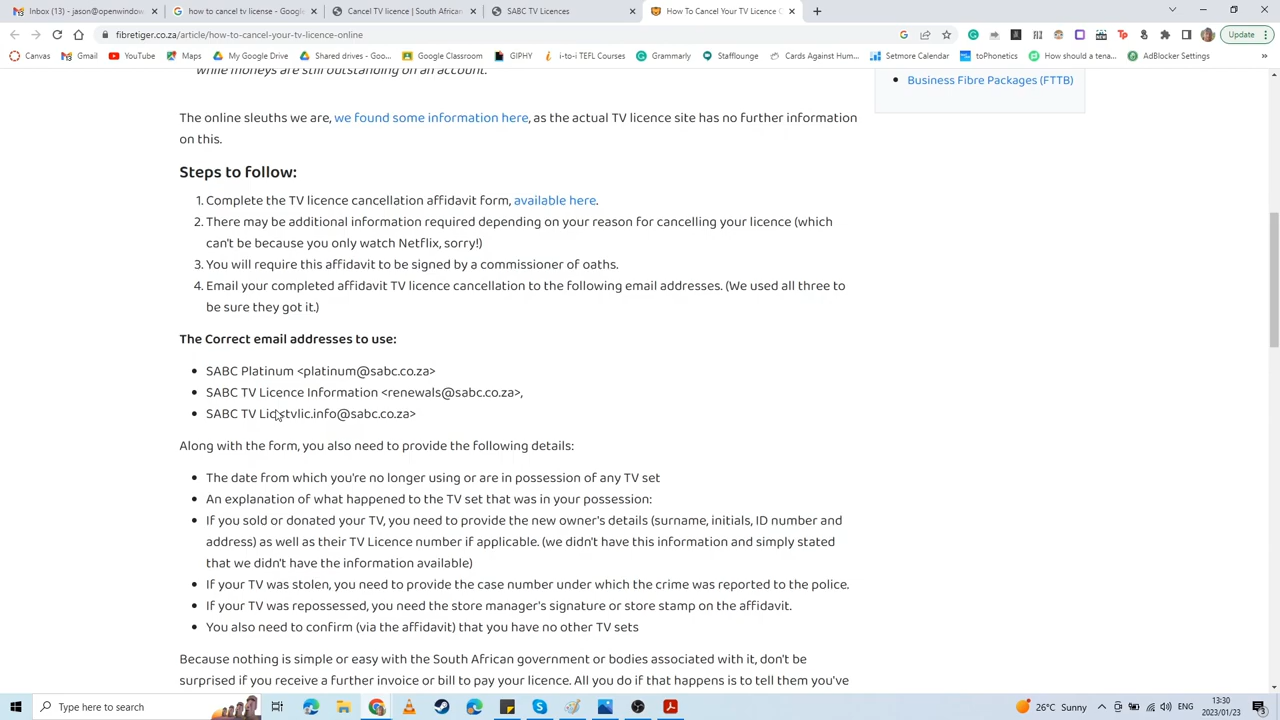 Inbox (13) - jason@openwindow
how to cancel tv license - Google
Cancel TV licence | South African
SABC TV Licences
How To Cancel Your TV Licence O
fibretiger.co.za/article/how-to-cancel-your-tv-licence-online
Update
Canvas
Gmail
YouTube
Maps
My Google Drive
Shared drives - Goo...
Google Classroom
GIPHY
i-to-i TEFL Courses
Grammarly
Stafflounge
Cards Against Hum...
Setmore Calendar
toPhonetics
How should a tena...
AdBlocker Settings
»
while moneys are still outstanding on an account.
Business Fibre Packages (FTTB)
The online sleuths we are, we found some information here, as the actual TV licence site has no further information
on this.
Steps to follow:
1. Complete the TV licence cancellation affidavit form, available here.
2. There may be additional information required depending on your reason for cancelling your licence (which
can't be because you only watch Netflix, sorry!)
3. You will require this affidavit to be signed by a commissioner of oaths.
4. Email your completed affidavit TV licence cancellation to the following email addresses. (We used all three to
be sure they got it.)
The Correct email addresses to use:
SABC Platinum <platinum@sabc.co.za>
SABC TV Licence Information <renewals@sabc.co.za>,
SABC TV Lic<tvlic.info@sabc.co.za>
Along with the form, you also need to provide the following details:
The date from which you're no longer using or are in possession of any TV set
An explanation of what happened to the TV set that was in your possession:
If you sold or donated your TV, you need to provide the new owner's details (surname, initials, ID number and
address) as well as their TV Licence number if applicable. (we didn't have this information and simply stated
that we didn't have the information available)
If your TV was stolen, you need to provide the case number under which the crime was reported to the police.
If your TV was repossessed, you need the store manager's signature or store stamp on the affidavit.
You also need to confirm (via the affidavit) that you have no other TV sets
Because nothing is simple or easy with the South African government or bodies associated with it, don't be
surprised if you receive a further invoice or bill to pay your licence. All you do if that happens is to tell them you've
Type here to search
26°C Sunny
ENG
13:30
2023/01/23